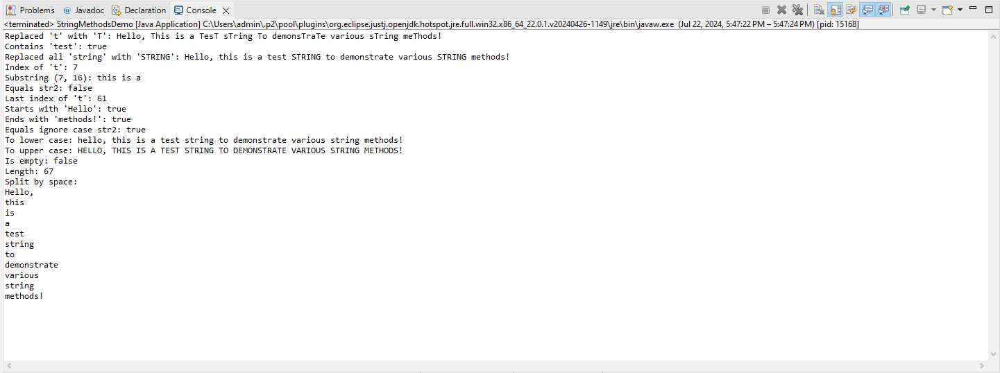 Problems @ Javadoc Declaration Console
<terminated> StringMethodsDemo [Java Application] C:\Users\admin\.p2\pool\plugins\org.eclipse.justj.openjdk.hotspot.jre.full.win32.x86_64_22.0.1.v20240426-1149\jre\bin\javaw.exe (Jul 22, 2024, 5:47:22 PM – 5:47:24 PM) [pid: 15168]
Replaced 't' with 'T': Hello, This is a TesT sTring To demonsTraTe various sTring meThods!
Contains 'test': true
Replaced all 'string' with 'STRING': Hello, this is a test STRING to demonstrate various STRING methods!
Index of 't': 7
Substring (7, 16): this is a
Equals str2: false
Last index of 't': 61
Starts with 'Hello': true
Ends with 'methods!': true
Equals ignore case str2: true
To lower case: hello, this is a test string to demonstrate various string methods!
To upper case: HELLO, THIS IS A TEST STRING TO DEMONSTRATE VARIOUS STRING METHODS!
Is empty: false
Length: 67
Split by space:
Hello,
this
is
a
test
string
to
demonstrate
various
string
methods!